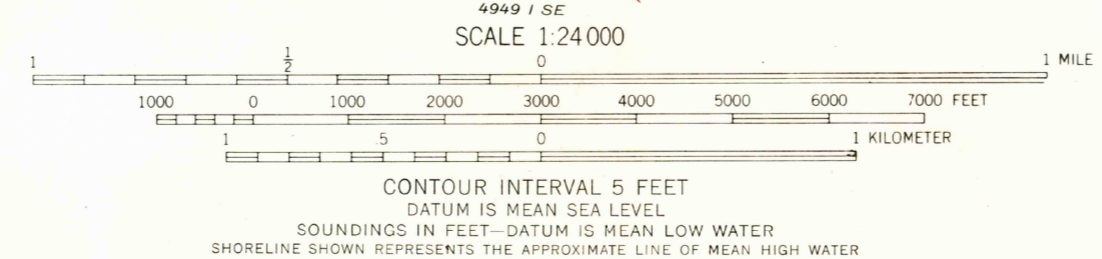 4949 I SE
SCALE 1:24 000
1 1/2 0 1 MILE
1000 0 1000 2000 3000 4000 5000 6000 7000 FEET
1 .5 0 1 KILOMETER
CONTOUR INTERVAL 5 FEET
DATUM IS MEAN SEA LEVEL
SOUNDINGS IN FEET—DATUM IS MEAN LOW WATER
SHORELINE SHOWN REPRESENTS THE APPROXIMATE LINE OF MEAN HIGH WATER